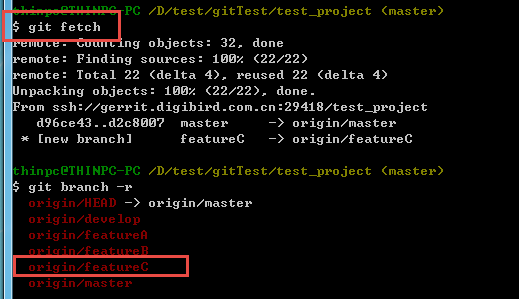 thinpc@THINPC-PC /D/test/gitTest/test_project (master)
$ git fetch
remote: Counting objects: 32, done
remote: Finding sources: 100% (22/22)
remote: Total 22 (delta 4), reused 22 (delta 4)
Unpacking objects: 100% (22/22), done.
From ssh://gerrit.digibird.com.cn:29418/test_project
d96ce43..d2c8007 master -> origin/master
* [new branch] featureC -> origin/featureC
thinpc@THINPC-PC /D/test/gitTest/test_project (master)
$ git branch -r
origin/HEAD -> origin/master
origin/develop
origin/featureA
origin/featureB
origin/featureC
origin/master